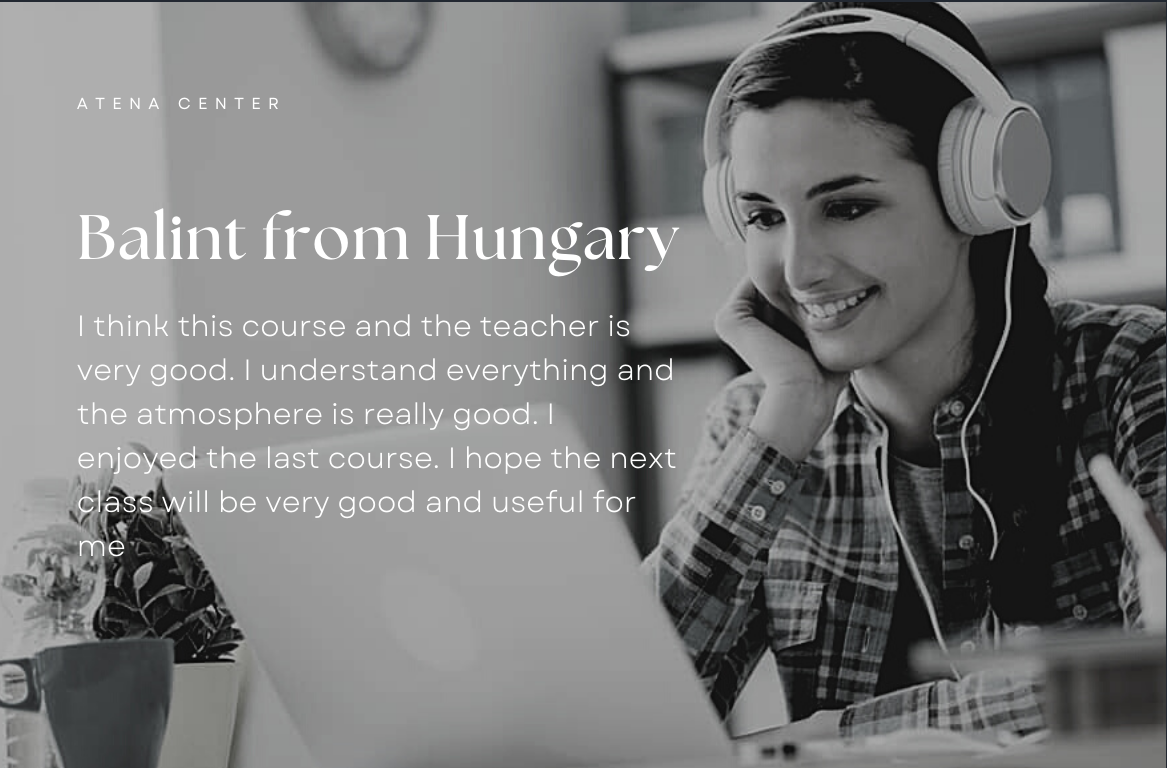 ATENA CENTER
Balint from Hungary
I think this course and the teacher is
very good. I understand everything and
the atmosphere is really good. I
enjoyed the last course. I hope the next
class will be very good and useful for
me